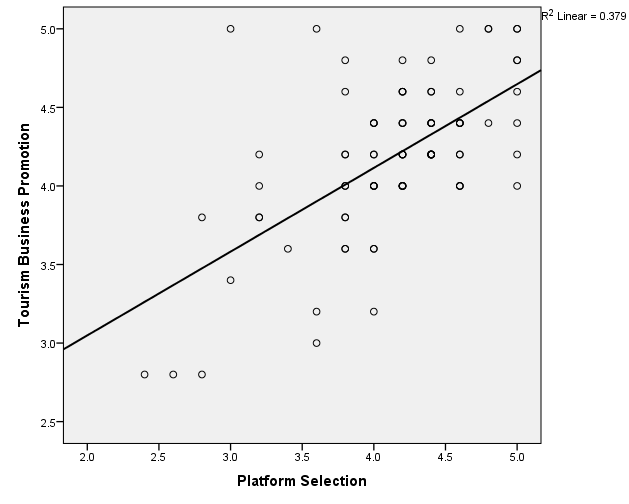 R2 Linear = 0.379
5.0
4.5
4.0
3.5
3.0
2.5
Tourism Business Promotion
2.0 2.5 3.0 3.5 4.0 4.5 5.0
Platform Selection